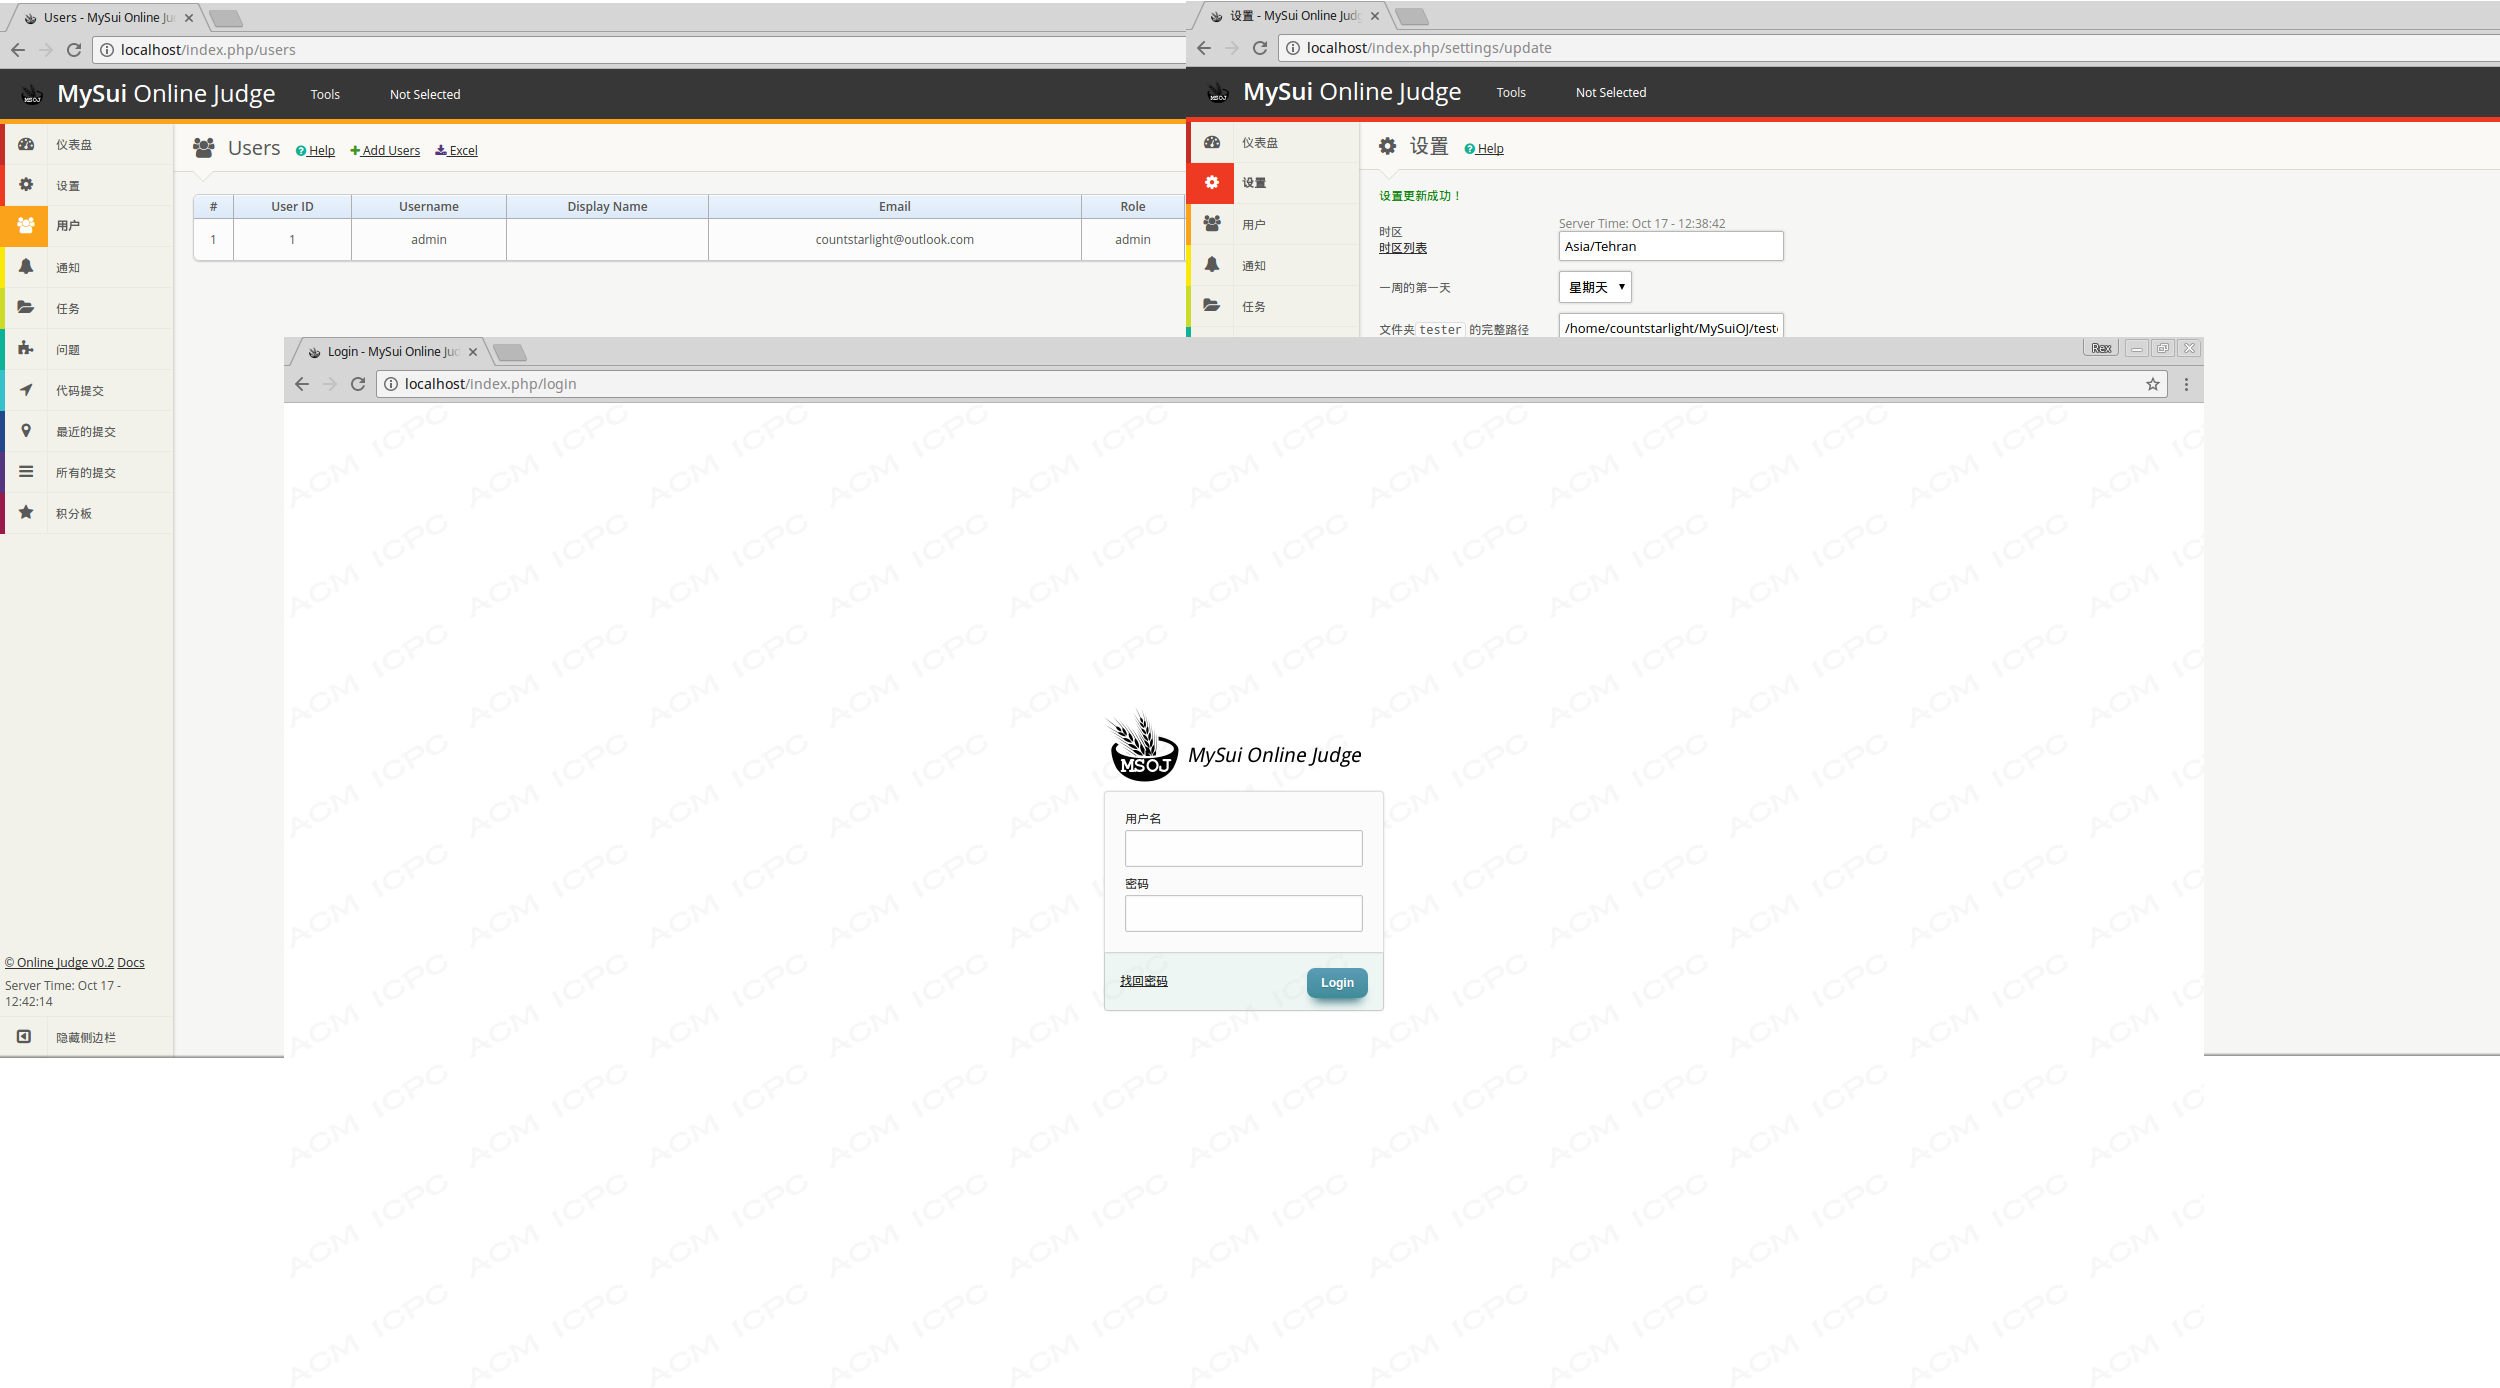 Users - MySui Online Ju
localhost/index.php/users
MySui Online Judge
Tools
Not Selected
仪表盘
设置
用户
通知
任务
问题
代码提交
最近的提交
所有的提交
积分板
© Online Judge v0.2 Docs
Server Time: Oct 17 -
12:42:14
隐藏侧边栏
Users
Help
Add Users
Excel
# User ID Username Display Name Email Role
1 1 admin countstarlight@outlook.com admin
设置 - MySui Online Judg
localhost/index.php/settings/update
MySui Online Judge
Tools
Not Selected
仪表盘
设置
用户
通知
任务
设置
Help
设置更新成功！
时区
时区列表
Server Time: Oct 17 - 12:38:42
Asia/Tehran
一周的第一天
星期天
文件夹 tester 的完整路径
/home/countstarlight/MySuiOJ/test
Login - MySui Online Jud
Rex
localhost/index.php/login
MSOJ
MySui Online Judge
用户名
密码
找回密码
Login
ACM ICPC